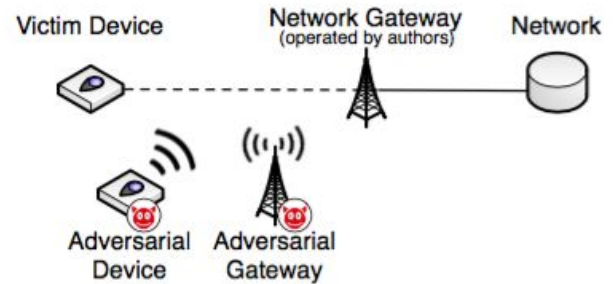 Victim Device
Network Gateway
(operated by authors)
Network
Adversarial
Device
Adversarial
Gateway